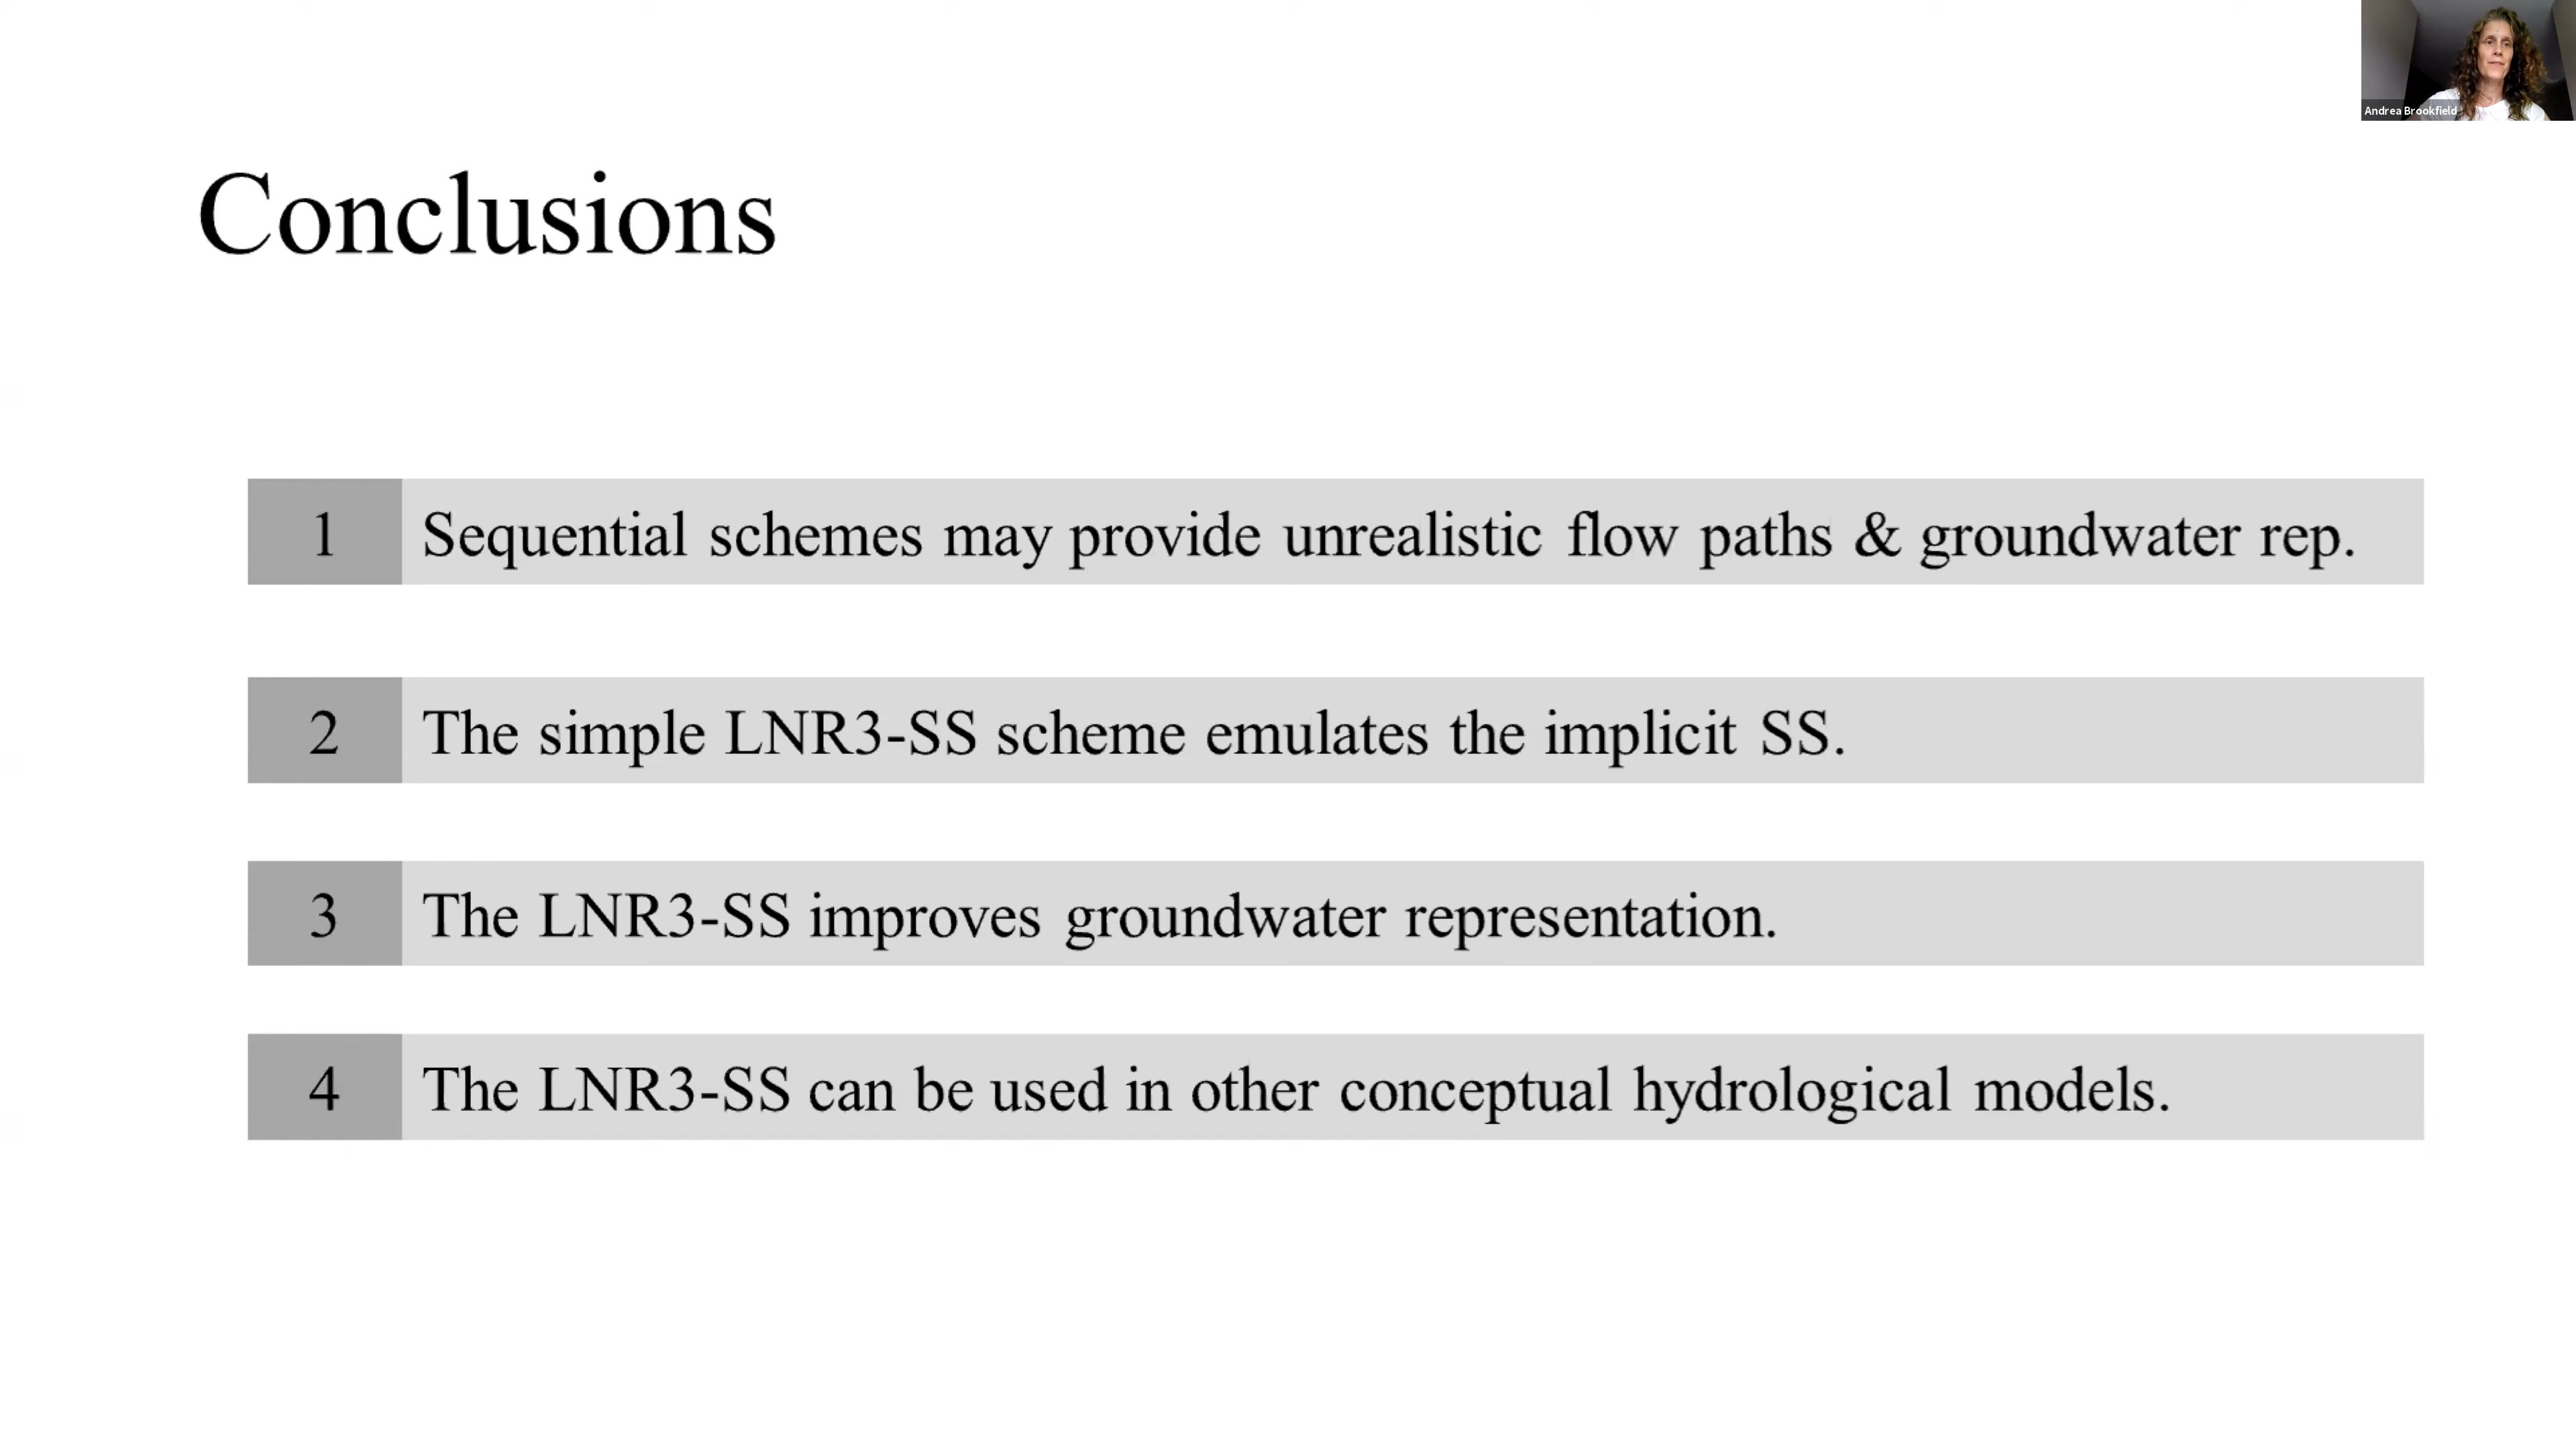 Andrea Brookfield
Conclusions
1 Sequential schemes may provide unrealistic flow paths & groundwater rep.
2 The simple LNR3-SS scheme emulates the implicit SS.
3 The LNR3-SS improves groundwater representation.
4 The LNR3-SS can be used in other conceptual hydrological models.